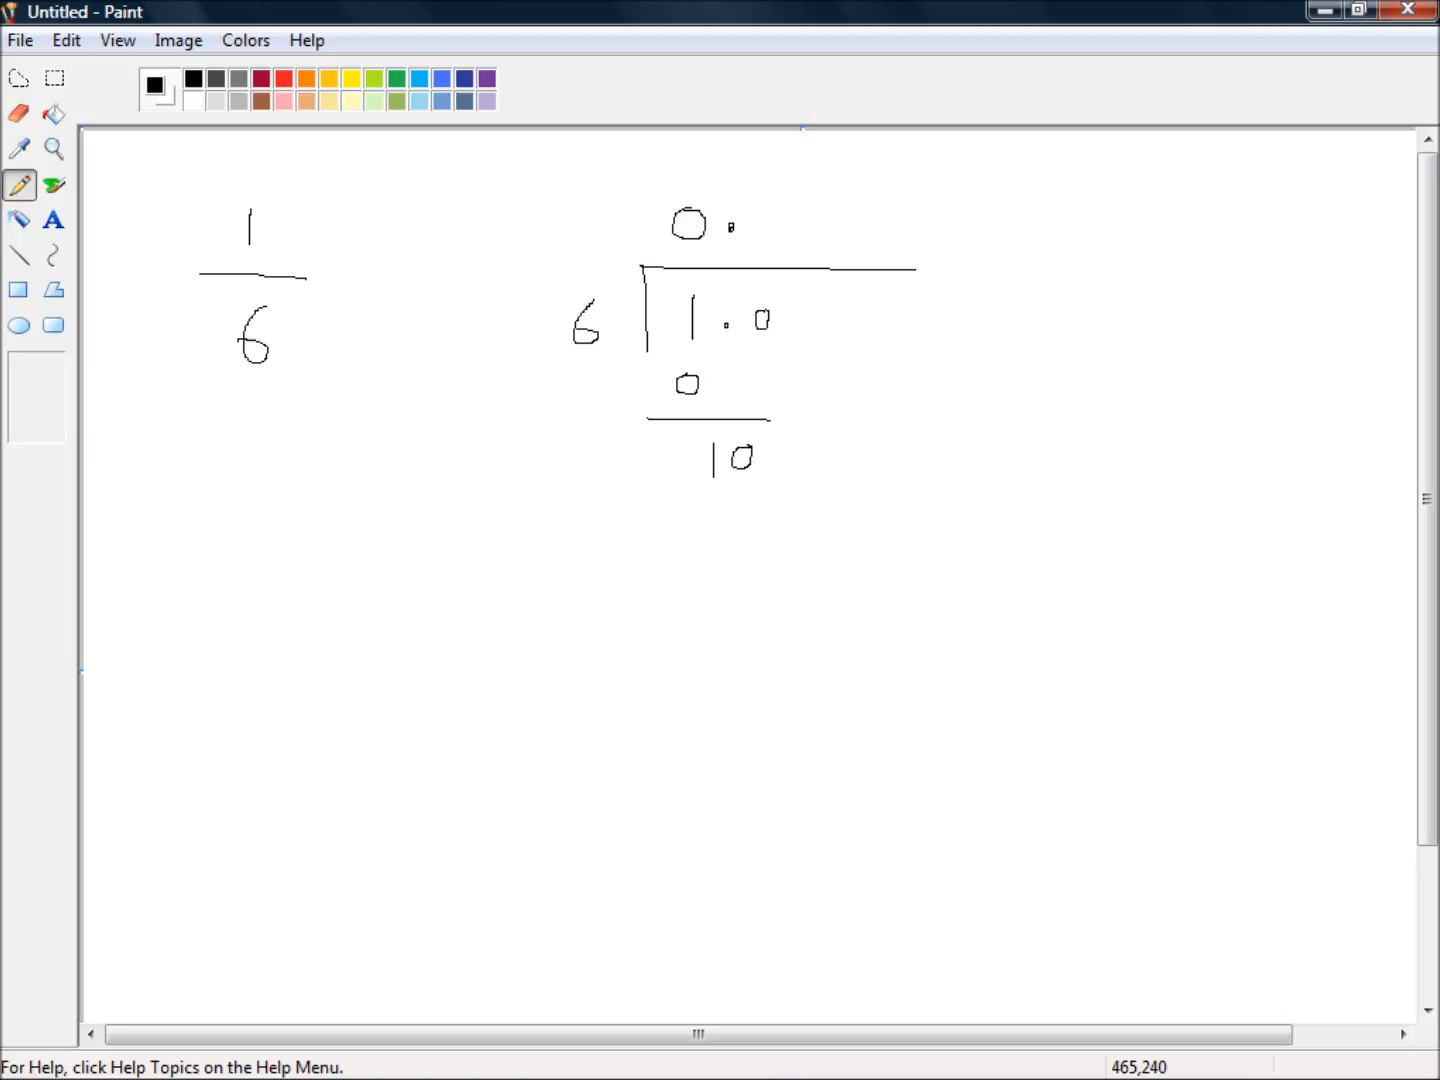 Untitled - Paint
File Edit View Image Colors Help
1
6
0.
6 1.0
0
10
For Help, click Help Topics on the Help Menu. 465,240